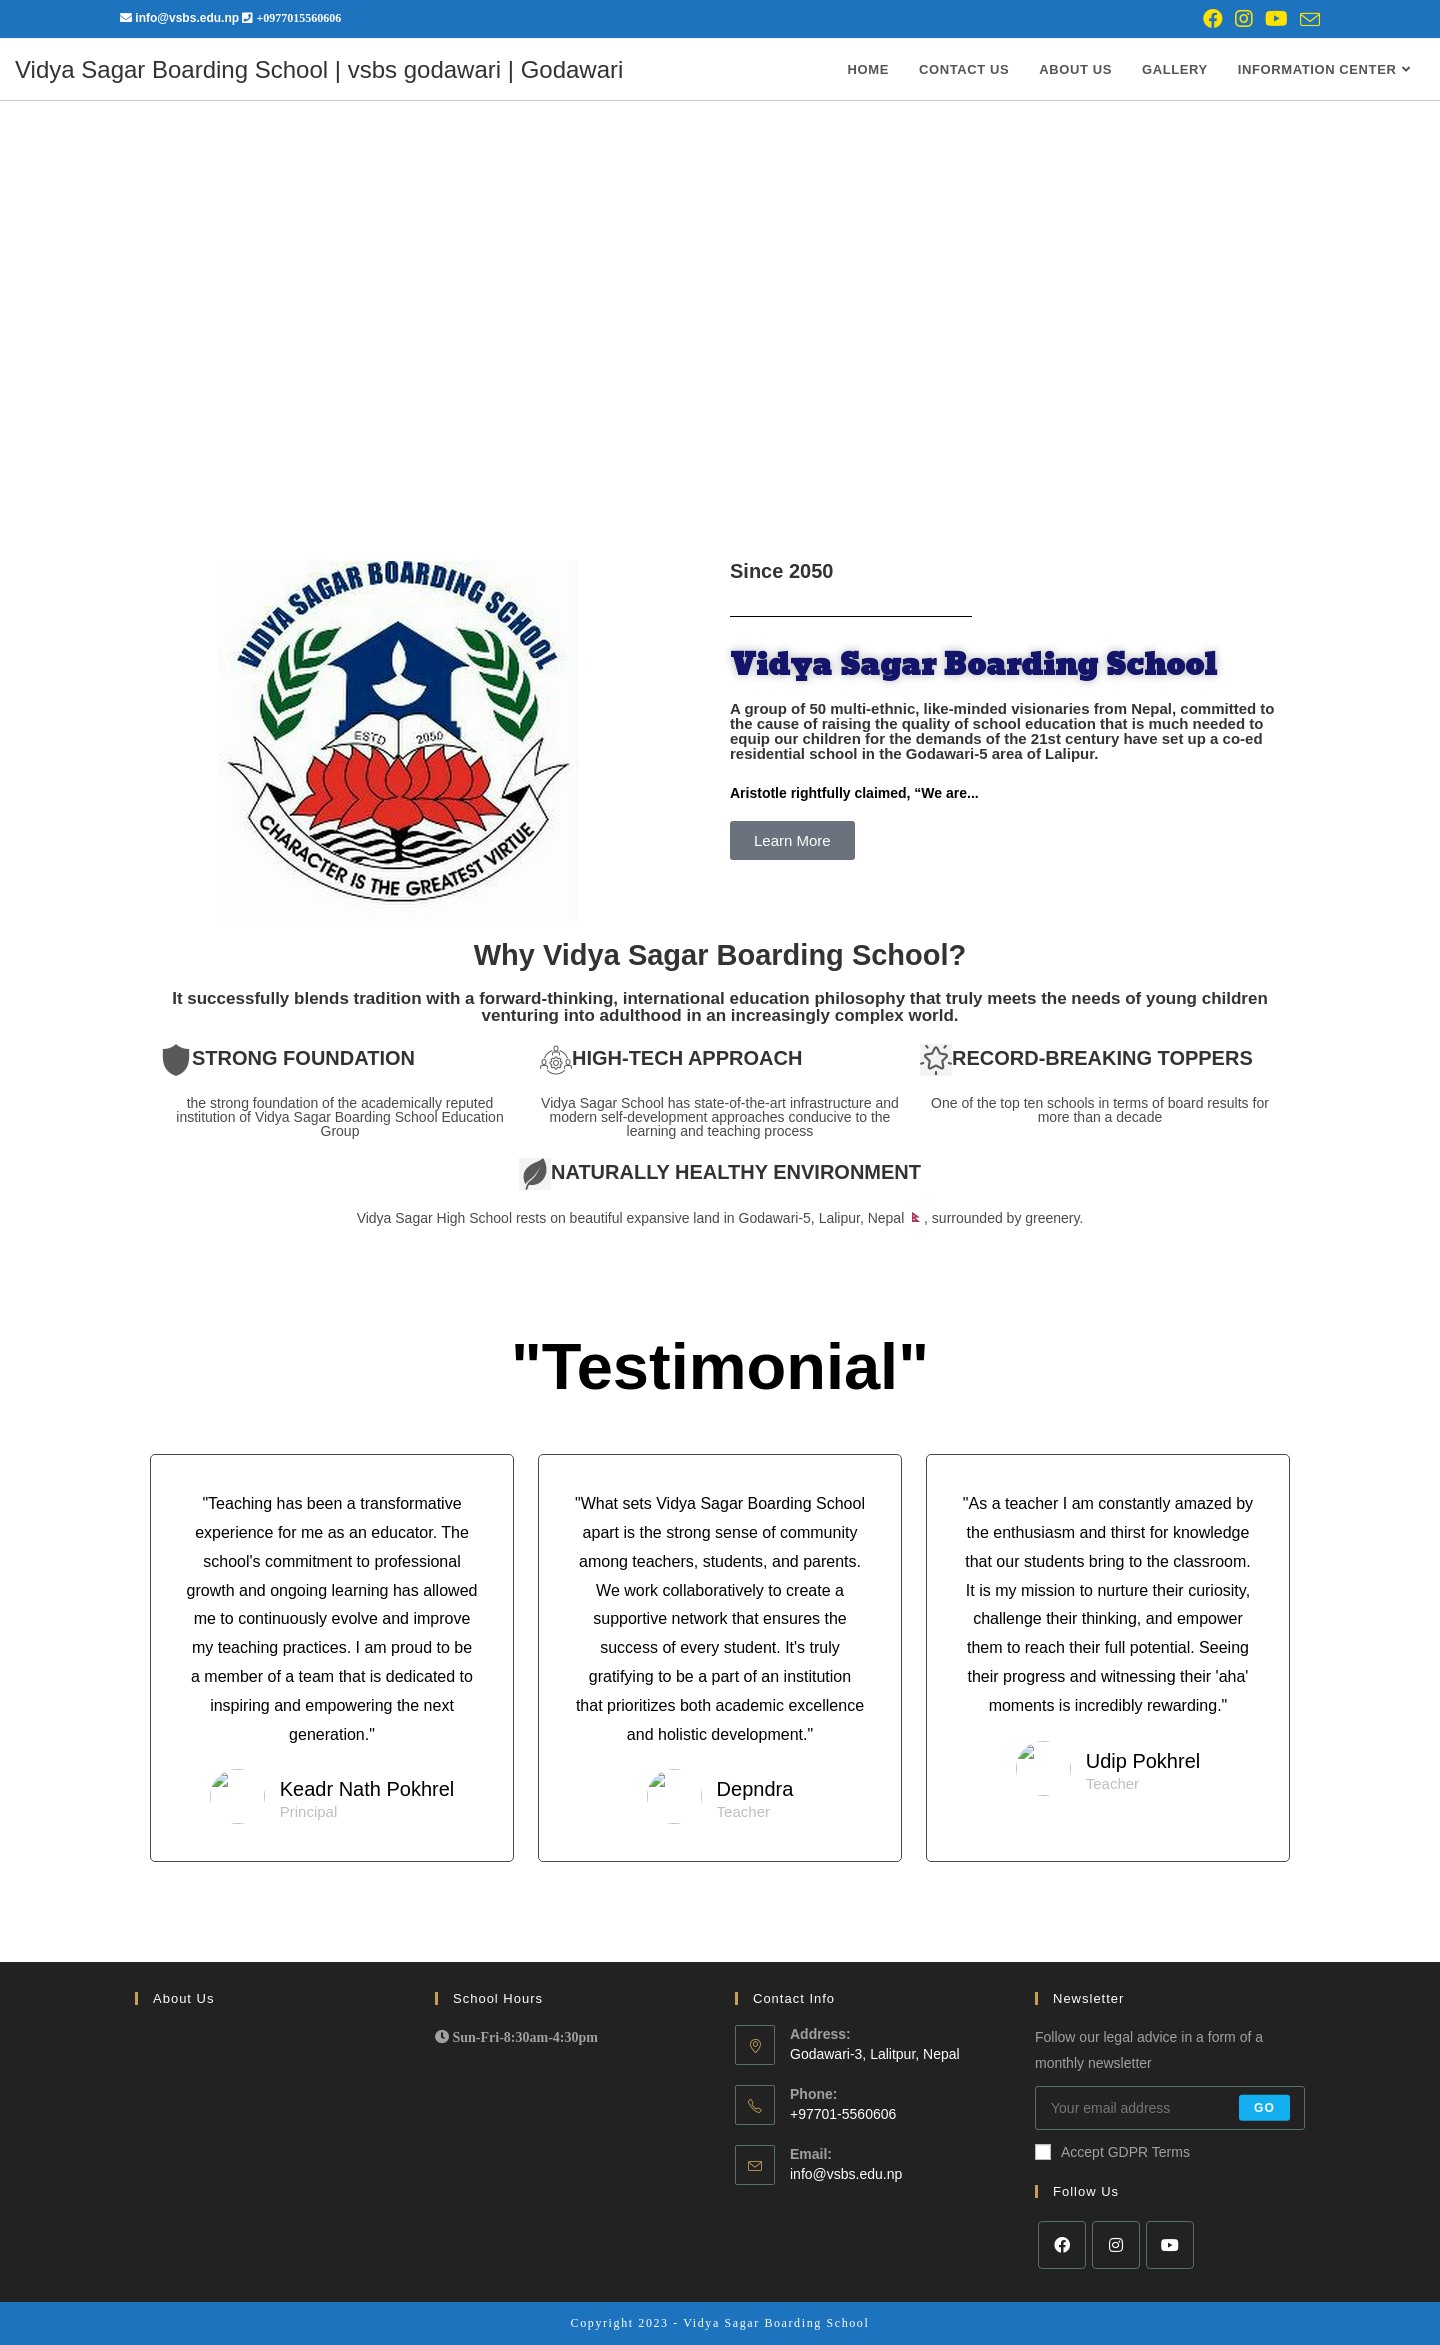 info@vsbs.edu.np +0977015560606
Vidya Sagar Boarding School | vsbs godawari | Godawari
HOME CONTACT US ABOUT US GALLERY INFORMATION CENTER
VIDYA SAGAR BOARDING SCHOOL
ESTD 2050
CHARACTER IS THE GREATEST VIRTUE
Since 2050
Vidya Sagar Boarding School
A group of 50 multi-ethnic, like-minded visionaries from Nepal, committed to
the cause of raising the quality of school education that is much needed to
equip our children for the demands of the 21st century have set up a co-ed
residential school in the Godawari-5 area of Lalipur.
Aristotle rightfully claimed, “We are...
Learn More
Why Vidya Sagar Boarding School?
It successfully blends tradition with a forward-thinking, international education philosophy that truly meets the needs of young children
venturing into adulthood in an increasingly complex world.
STRONG FOUNDATION
the strong foundation of the academically reputed
institution of Vidya Sagar Boarding School Education
Group
HIGH-TECH APPROACH
Vidya Sagar School has state-of-the-art infrastructure and
modern self-development approaches conducive to the
learning and teaching process
RECORD-BREAKING TOPPERS
One of the top ten schools in terms of board results for
more than a decade
NATURALLY HEALTHY ENVIRONMENT
Vidya Sagar High School rests on beautiful expansive land in Godawari-5, Lalipur, Nepal 🇳🇵, surrounded by greenery.
"Testimonial"
"Teaching has been a transformative
experience for me as an educator. The
school's commitment to professional
growth and ongoing learning has allowed
me to continuously evolve and improve
my teaching practices. I am proud to be
a member of a team that is dedicated to
inspiring and empowering the next
generation."
Keadr Nath Pokhrel
Principal
"What sets Vidya Sagar Boarding School
apart is the strong sense of community
among teachers, students, and parents.
We work collaboratively to create a
supportive network that ensures the
success of every student. It's truly
gratifying to be a part of an institution
that prioritizes both academic excellence
and holistic development."
Depndra
Teacher
"As a teacher I am constantly amazed by
the enthusiasm and thirst for knowledge
that our students bring to the classroom.
It is my mission to nurture their curiosity,
challenge their thinking, and empower
them to reach their full potential. Seeing
their progress and witnessing their 'aha'
moments is incredibly rewarding."
Udip Pokhrel
Teacher
About Us
School Hours
Sun-Fri-8:30am-4:30pm
Contact Info
Address:
Godawari-3, Lalitpur, Nepal
Phone:
+97701-5560606
Email:
info@vsbs.edu.np
Newsletter
Follow our legal advice in a form of a
monthly newsletter
Your email address GO
Accept GDPR Terms
Follow Us
Copyright 2023 - Vidya Sagar Boarding School